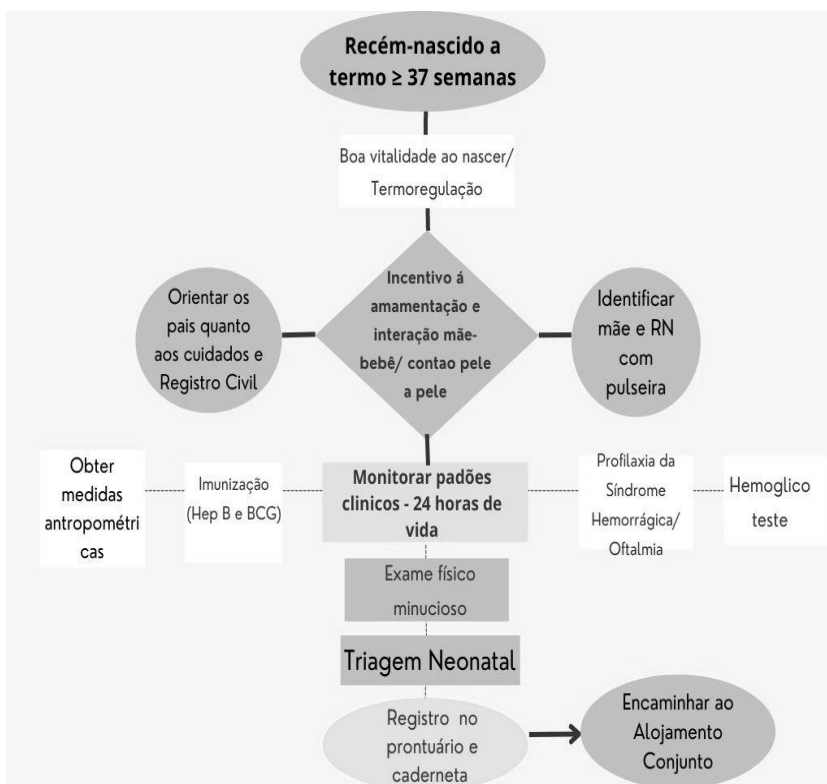 Recém-nascido a
termo ≥ 37 semanas
Boa vitalidade ao nascer/
Termoregulação
Orientar os
pais quanto
aos cuidados e
Registro Civil
Incentivo á
amamentação e
interação mãe-
bebê/ contao pele
a pele
Identificar
mãe e RN
com
pulseira
Obter
medidas
antropométri
cas
Imunização
(Hep B e BCG)
Monitorar padões
clinicos - 24 horas de
vida
Profilaxia da
Síndrome
Hemorrágica/
Oftalmia
Hemoglico
teste
Exame físico
minucioso
Triagem Neonatal
Registro no
prontuário e
caderneta
Encaminhar ao
Alojamento
Conjunto